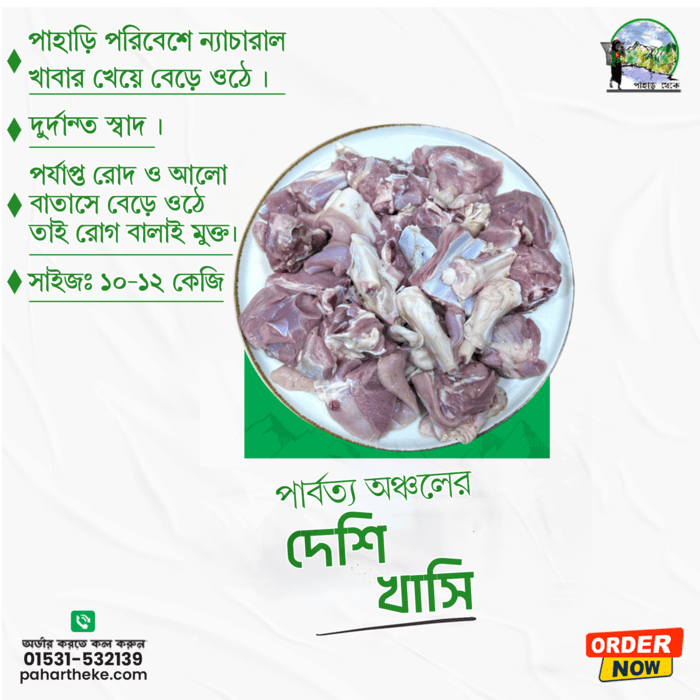 পাহাড়ি পরিবেশে ন্যাচারাল
খাবার খেয়ে বেড়ে ওঠে ।
দুর্দান্ত স্বাদ ।
পর্যাপ্ত রোদ ও আলো
বাতাসে বেড়ে ওঠে
তাই রোগ বালাই মুক্ত।
সাইজঃ ১০-১২ কেজি
পাহাড় থেকে
পার্বত্য অঞ্চলের
দেশি
খাসি
অর্ডার করতে কল করুন
01531-532139
pahartheke.com
ORDER
NOW